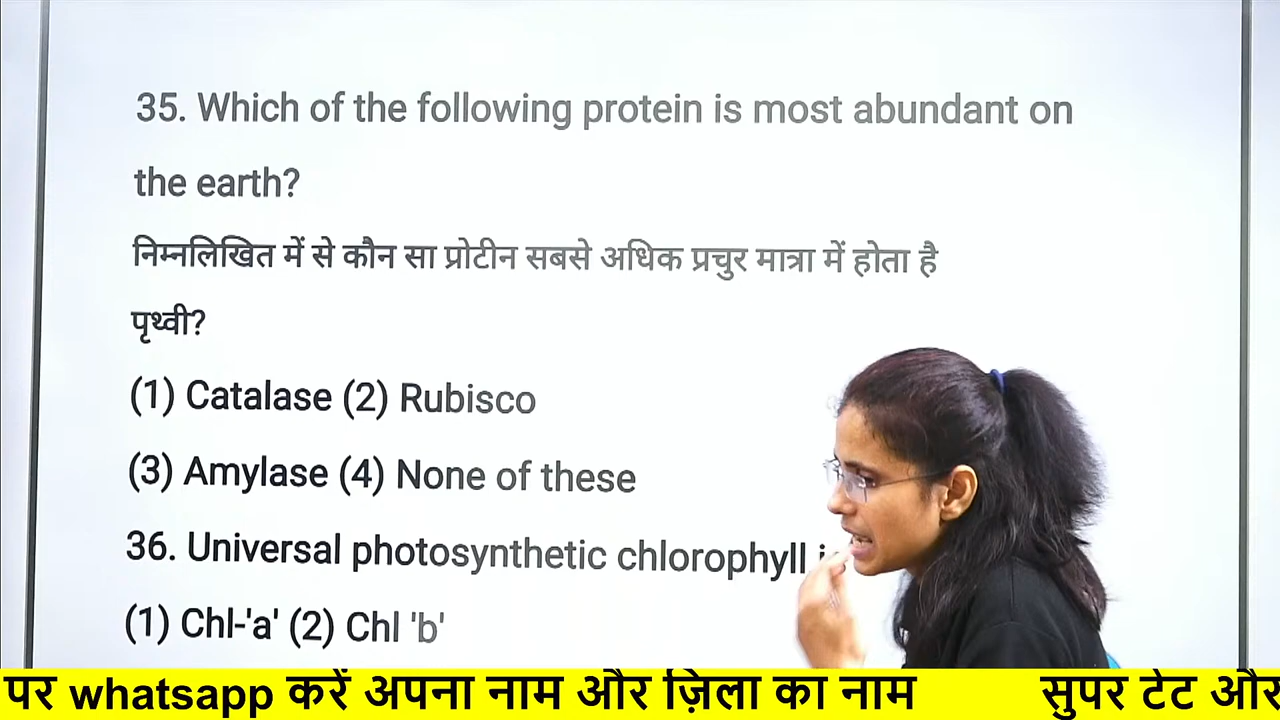 35. Which of the following protein is most abundant on
the earth?
निम्नलिखित में से कौन सा प्रोटीन सबसे अधिक प्रचुर मात्रा में होता है
पृथ्वी?
(1) Catalase (2) Rubisco
(3) Amylase (4) None of these
36. Universal photosynthetic chlorophyll
(1) Chl-'a' (2) Chl 'b'
पर whatsapp करें अपना नाम और ज़िला का नाम सुपर टेट और